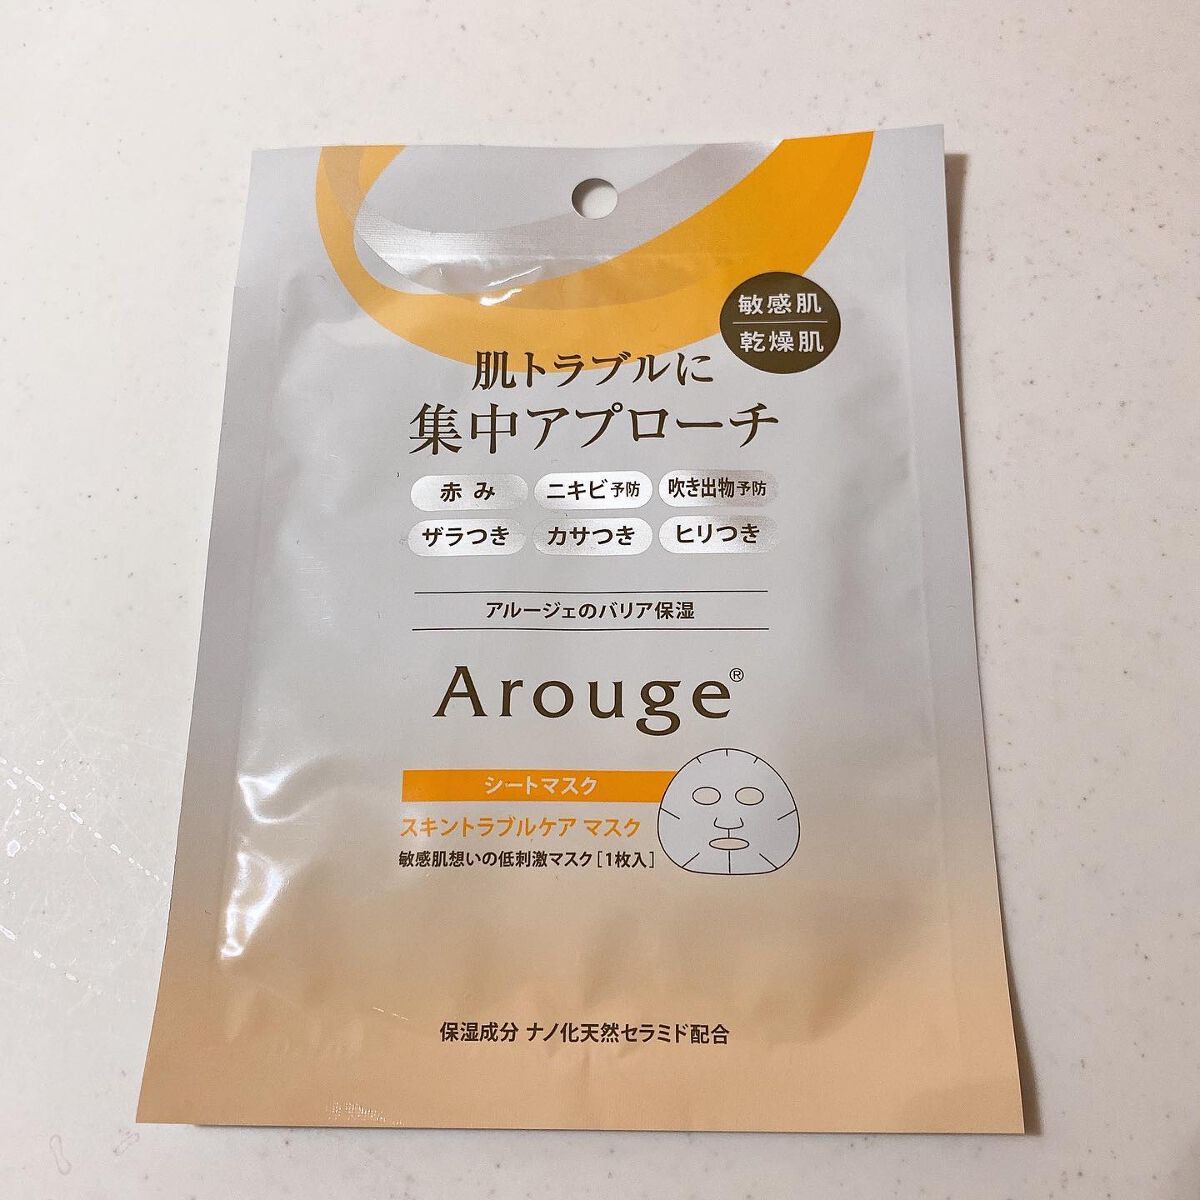 敏感肌
乾燥肌
肌トラブルに
集中アプローチ
赤み ニキビ予防 吹き出物予防
ザラつき カサつき ヒリつき
アルージェのバリア保湿
Arouge®
シートマスク
スキントラブルケア マスク
敏感肌想いの低刺激マスク［1枚入］
保湿成分 ナノ化天然セラミド配合